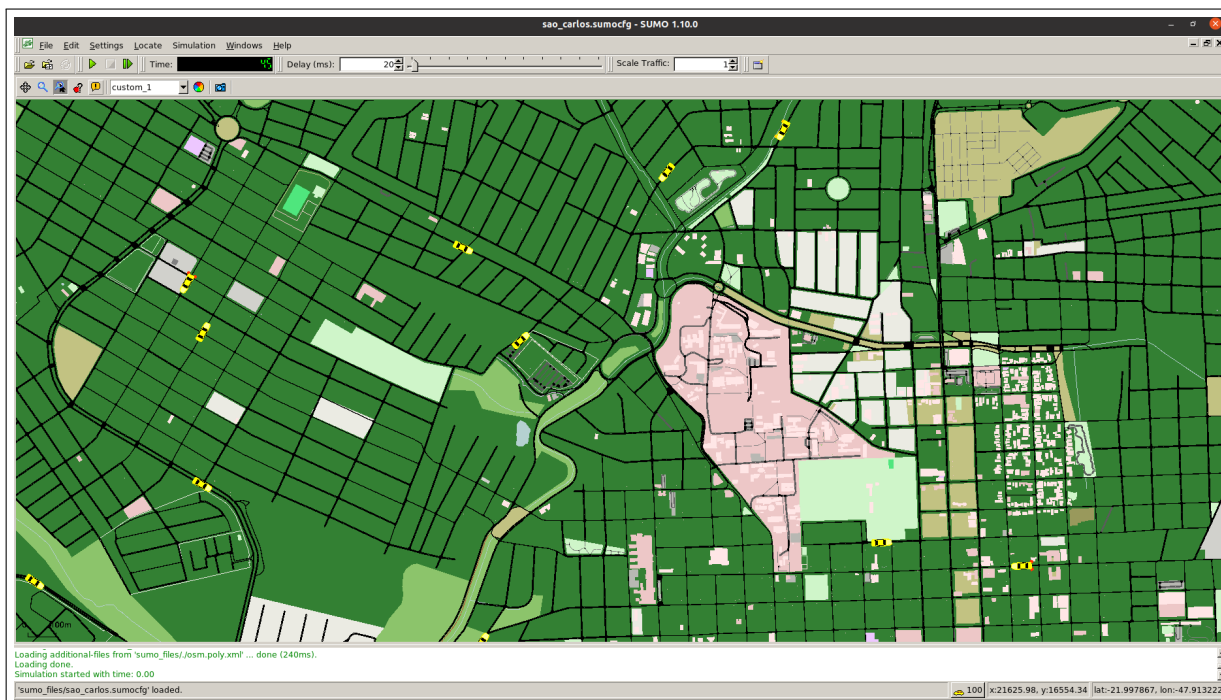 sao_carlos.sumocfg - SUMO 1.10.0
File Edit Settings Locate Simulation Windows Help
Time: 45 Delay (ms): 20 Scale Traffic: 1
custom_1
Loading additional-files from 'sumo_files/./osm.poly.xml' ... done (240ms).
Loading done.
Simulation started with time: 0.00
'sumo_files/sao_carlos.sumocfg' loaded. 100 x:21625.98, y:16554.34 lat:-21.997867, lon:-47.913222